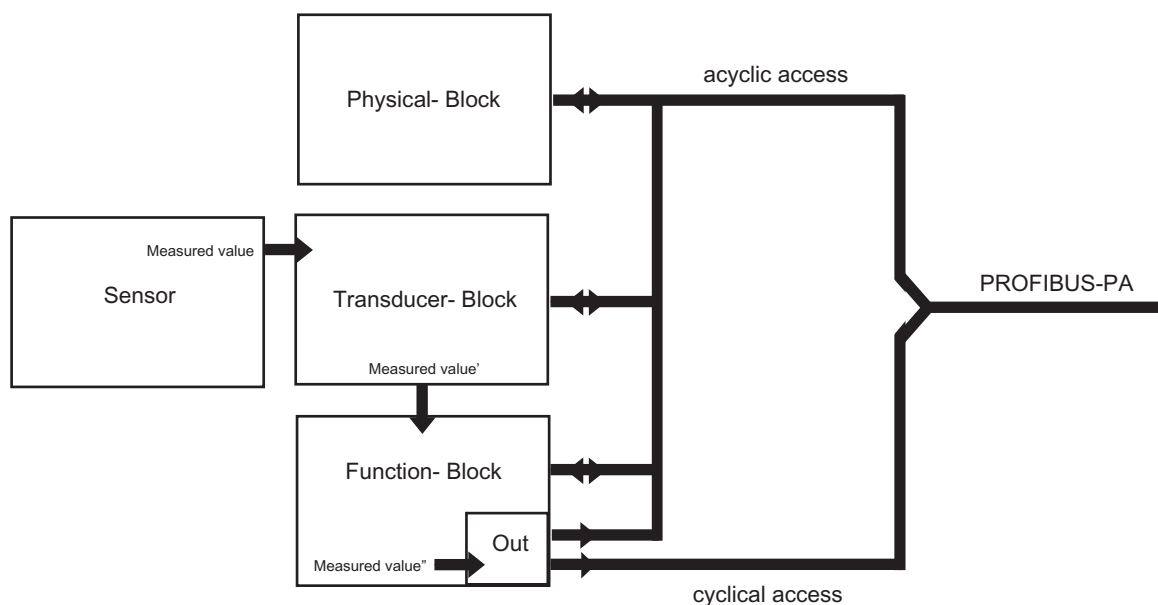 acyclic access
Physical- Block
Measured value
Sensor
Transducer- Block
PROFIBUS-PA
Measured value'
Function- Block
Out
Measured value"
cyclical access